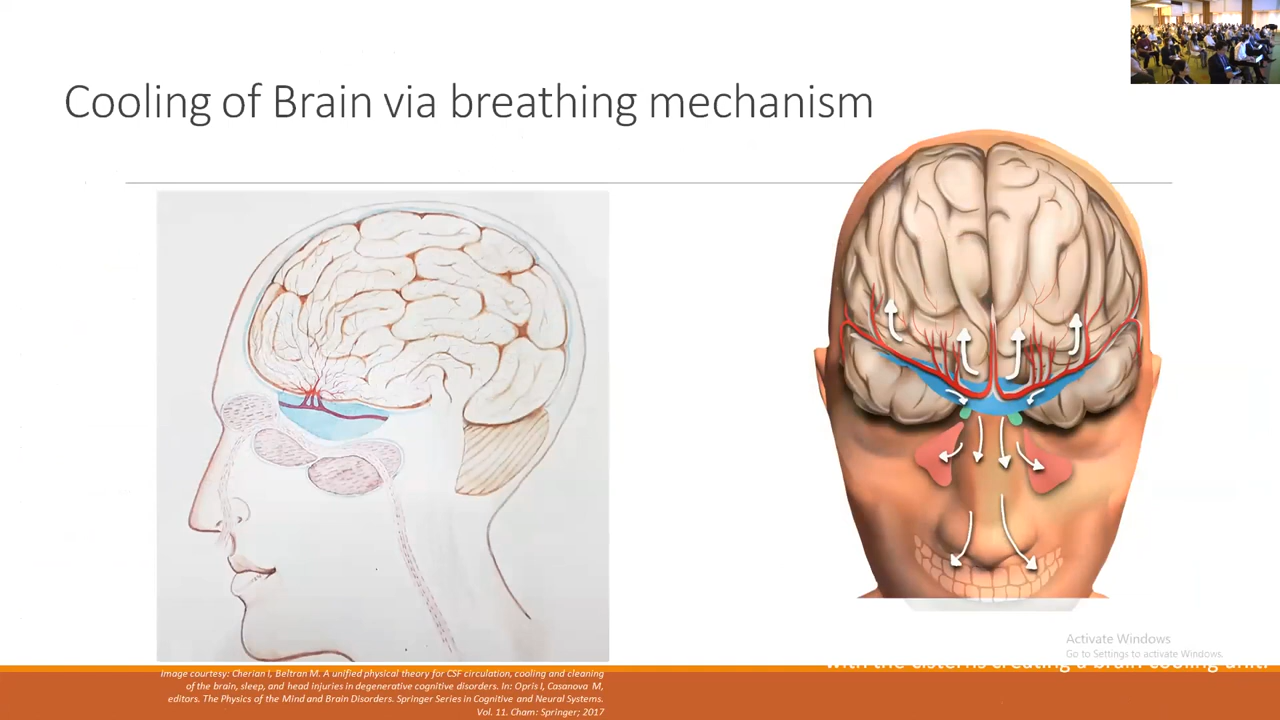 Cooling of Brain via breathing mechanism
Activate Windows
Go to Settings to activate Windows.
with the cisterns creating a brain cooling unit.
Image courtesy: Cherian I, Beltran M. A unified physical theory for CSF circulation, cooling and cleaning
of the brain, sleep, and head injuries in degenerative cognitive disorders. In: Opris I, Casanova M,
editors. The Physics of the Mind and Brain Disorders. Springer Series in Cognitive and Neural Systems.
Vol. 11. Cham: Springer; 2017